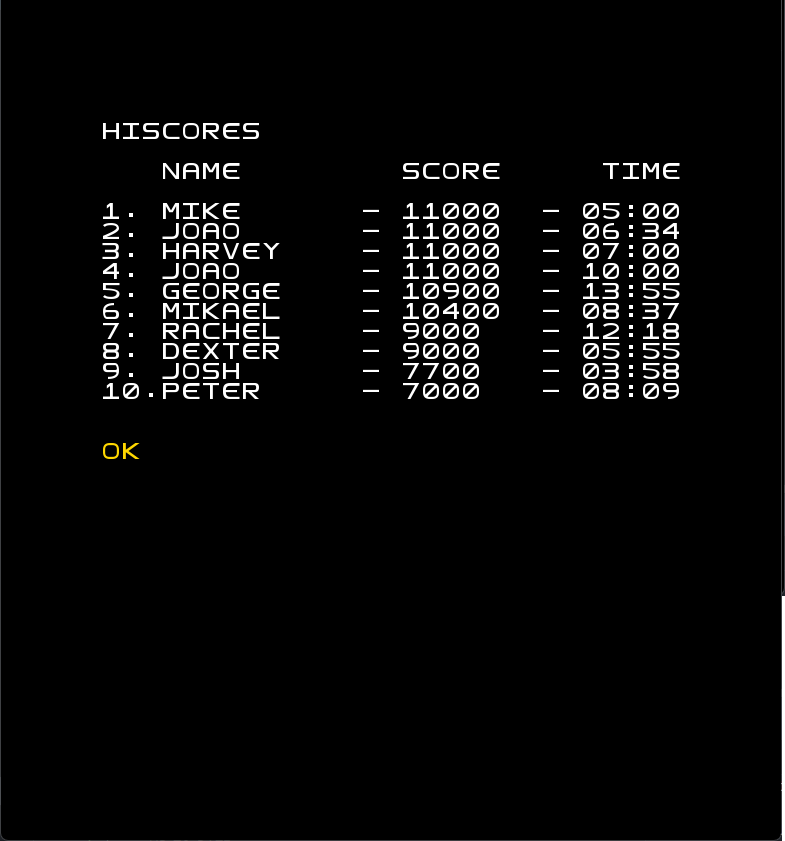 HISCORES
NAME SCORE TIME
1. MIKE - 11000 - 05:00
2. JOAO - 11000 - 06:34
3. HARVEY - 11000 - 07:00
4. JOAO - 11000 - 10:00
5. GEORGE - 10900 - 13:55
6. MIKAEL - 10400 - 08:37
7. RACHEL - 9000 - 12:18
8. DEXTER - 9000 - 05:55
9. JOSH - 7700 - 03:58
10.PETER - 7000 - 08:09
OK